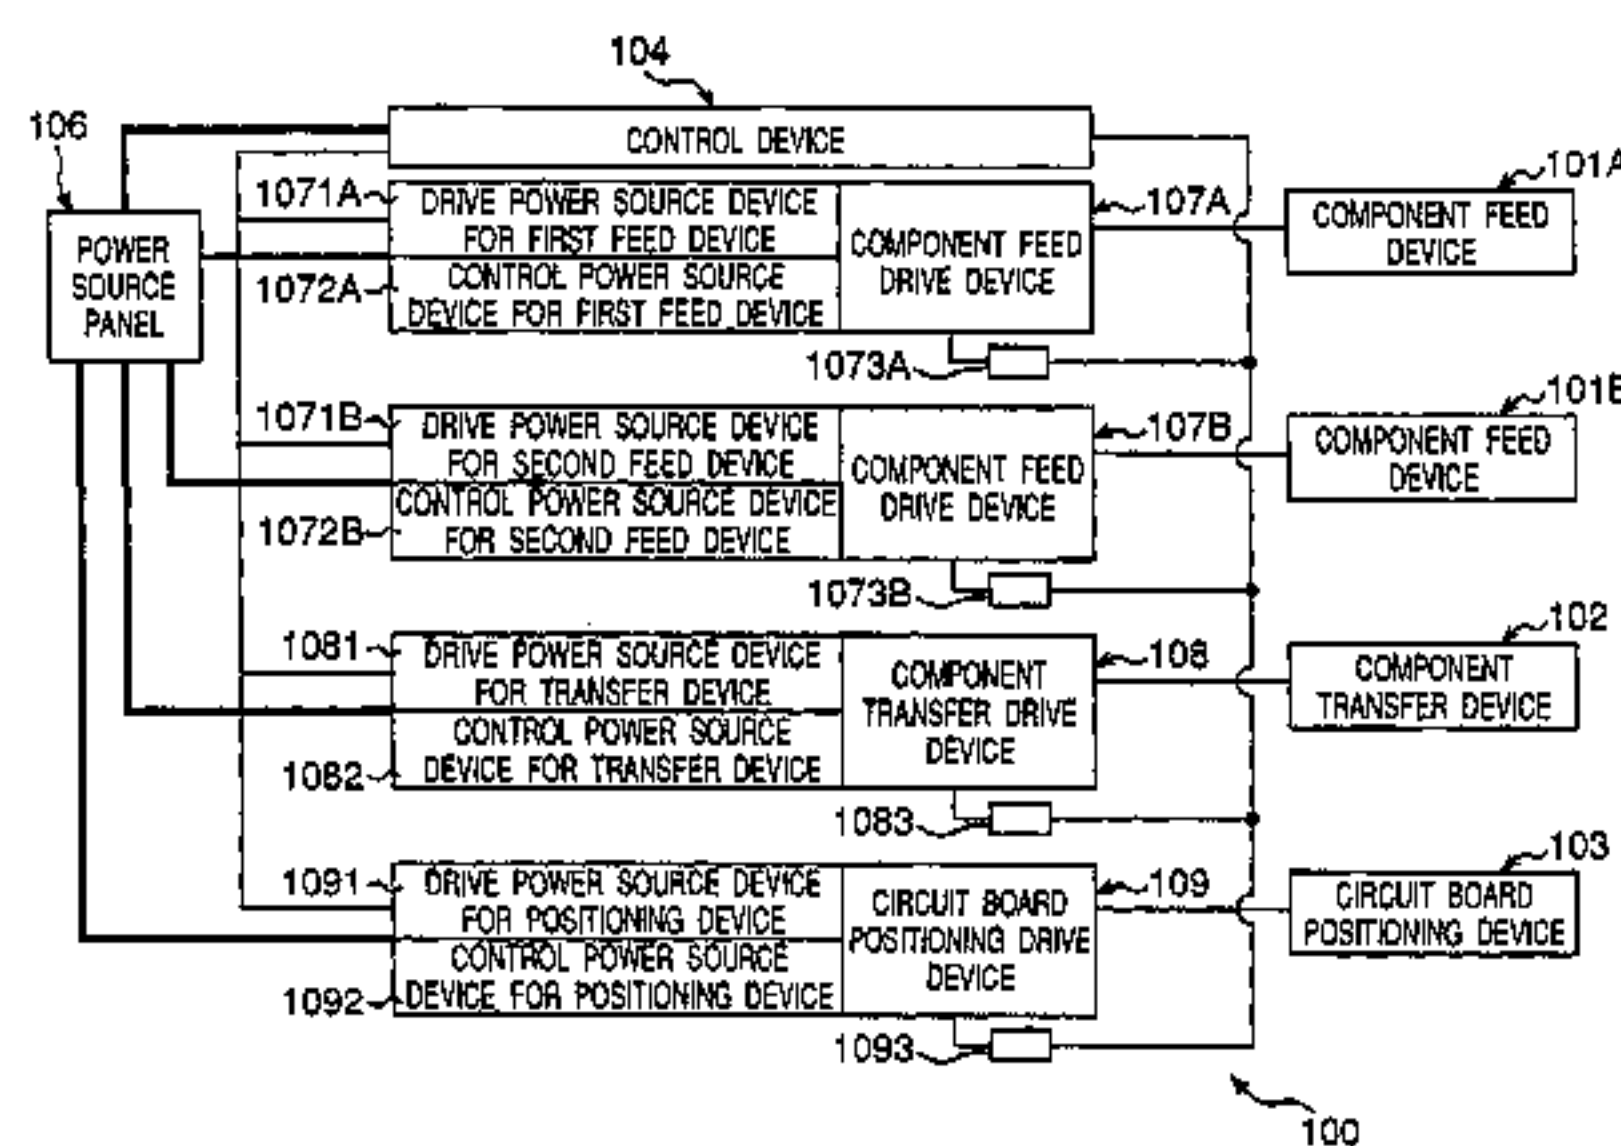 104
106
CONTROL DEVICE
101A
1071A
DRIVE POWER SOURCE DEVICE
FOR FIRST FEED DEVICE
107A
COMPONENT FEED
DEVICE
POWER
SOURCE
PANEL
COMPONENT FEED
DRIVE DEVICE
1072A
CONTROL POWER SOURCE
DEVICE FOR FIRST FEED DEVICE
1073A
101B
1071B
DRIVE POWER SOURCE DEVICE
FOR SECOND FEED DEVICE
107B
COMPONENT FEED
DEVICE
COMPONENT FEED
DRIVE DEVICE
1072B
CONTROL POWER SOURCE DEVICE
FOR SECOND FEED DEVICE
1073B
102
1081
DRIVE POWER SOURCE DEVICE
FOR TRANSFER DEVICE
108
COMPONENT
TRANSFER DEVICE
COMPONENT
TRANSFER DRIVE
DEVICE
1082
CONTROL POWER SOURCE
DEVICE FOR TRANSFER DEVICE
1083
103
1091
DRIVE POWER SOURCE DEVICE
FOR POSITIONING DEVICE
109
CIRCUIT BOARD
POSITIONING DEVICE
CIRCUIT BOARD
POSITIONING DRIVE
DEVICE
1092
CONTROL POWER SOURCE
DEVICE FOR POSITIONING DEVICE
1093
100